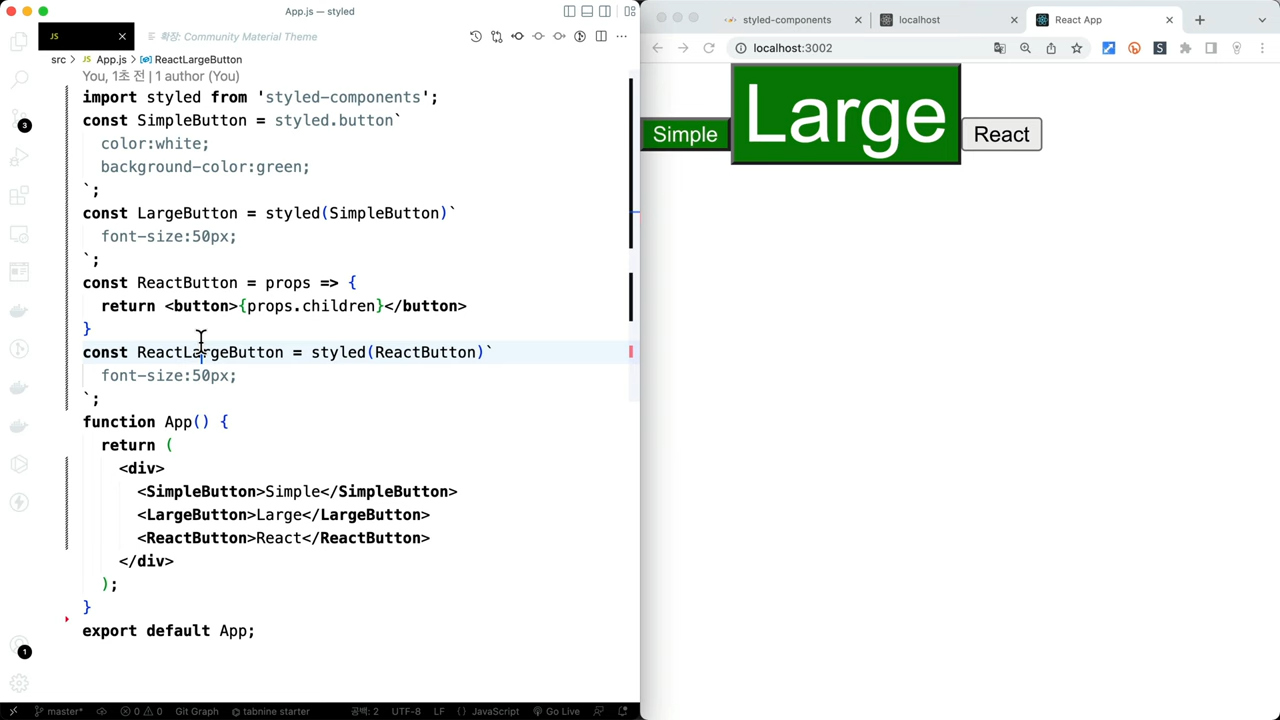 App.js — styled
JS
확장: Community Material Theme
src > JS App.js > ReactLargeButton
You, 1초 전 | 1 author (You)
import styled from 'styled-components';
const SimpleButton = styled.button`
color:white;
background-color:green;
`;
const LargeButton = styled(SimpleButton)`
font-size:50px;
`;
const ReactButton = props => {
return <button>{props.children}</button>
}
const ReactLargeButton = styled(ReactButton)`
font-size:50px;
`;
function App() {
return (
<div>
<SimpleButton>Simple</SimpleButton>
<LargeButton>Large</LargeButton>
<ReactButton>React</ReactButton>
</div>
);
}
export default App;
3
1
master* 0 0 Git Graph tabnine starter 공백: 2 UTF-8 LF {} JavaScript Go Live
styled-components
localhost
React App
localhost:3002
S
Simple
Large
React